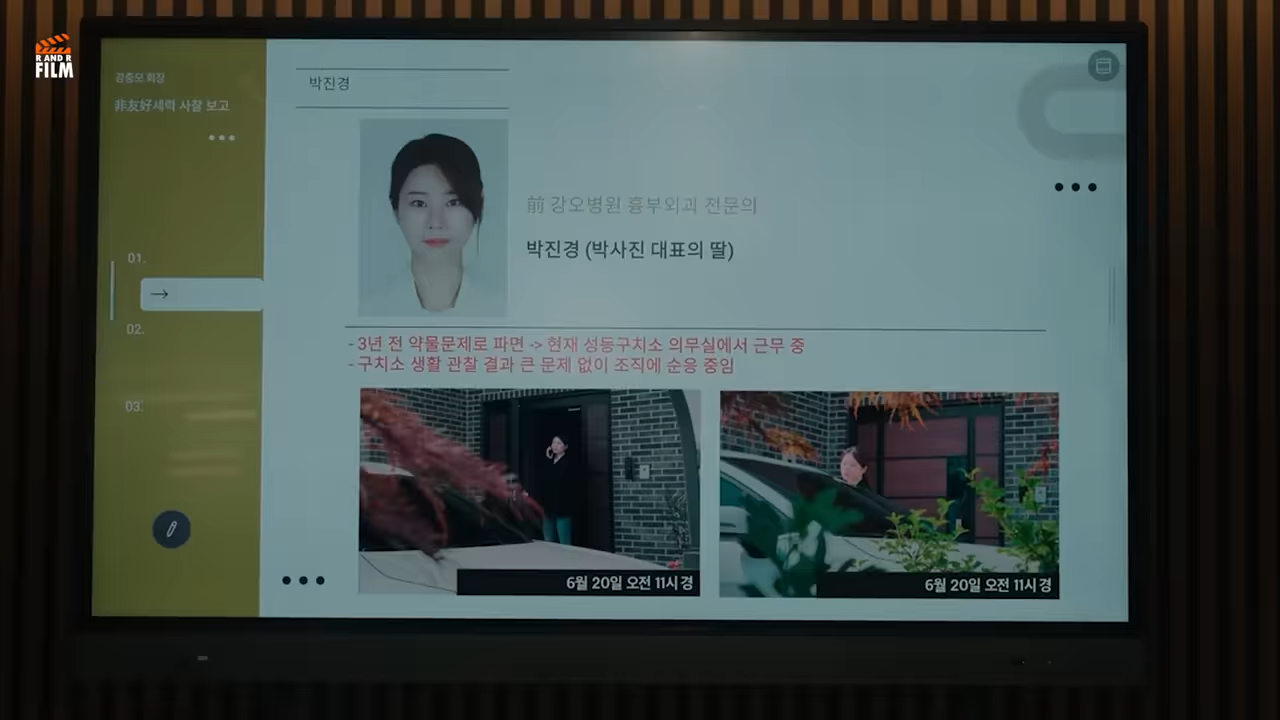 R AND R
FILM
강중모 회장
非友好세력 사찰 보고
01.
02.
03.
박진경
前 강오병원 흉부외과 전문의
박진경 (박사진 대표의 딸)
- 3년 전 약물문제로 파면 -> 현재 성동구치소 의무실에서 근무 중
- 구치소 생활 관찰 결과 큰 문제 없이 조직에 순응 중임
6월 20일 오전 11시 경
6월 20일 오전 11시 경